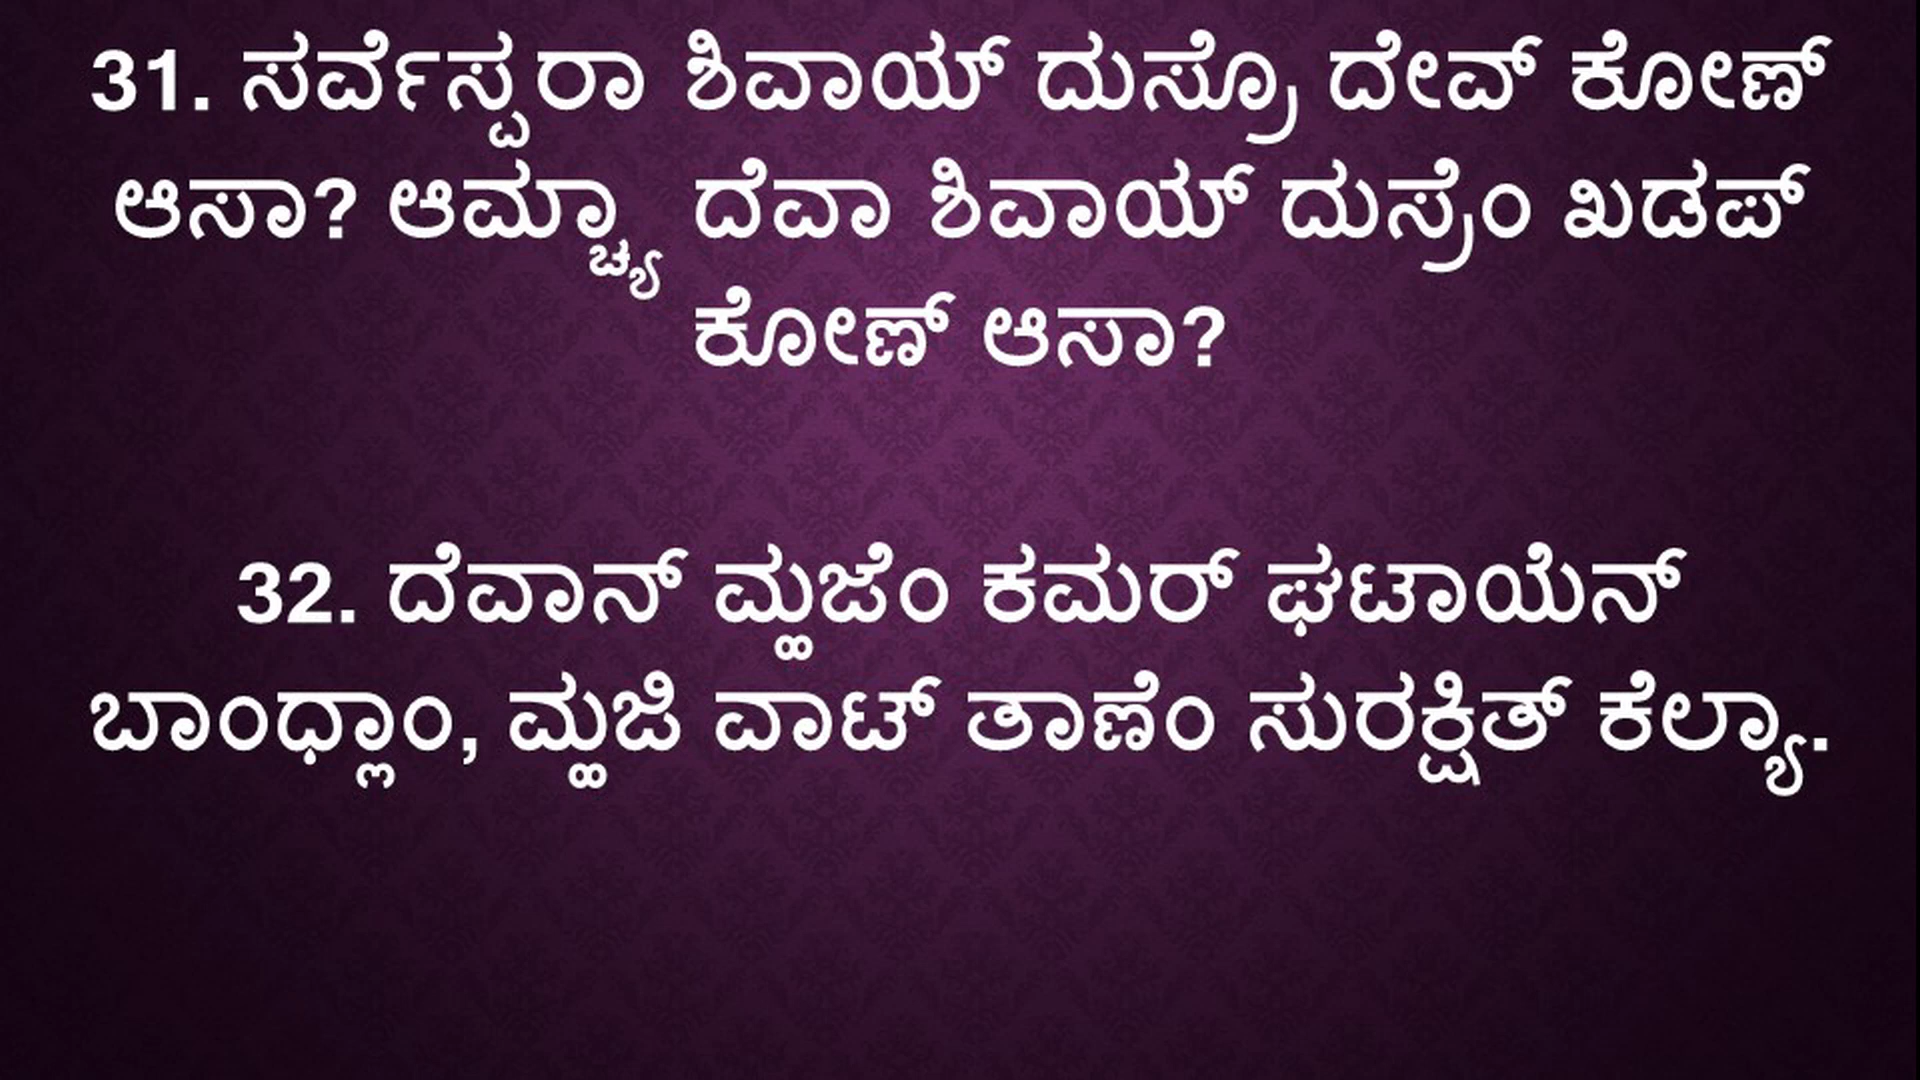 31. ಸರ್ವೆಸ್ಪರಾ ಶಿವಾಯ್ ದುಸ್ರೊ ದೇವ್ ಕೋಣ್
ಆಸಾ? ಆಮ್ಚ್ಯಾ ದೆವಾ ಶಿವಾಯ್ ದುಸ್ರೆಂ ಖಡಪ್
ಕೋಣ್ ಆಸಾ?
32. ದೆವಾನ್ ಮ್ಹಜೆಂ ಕಮರ್ ಘಟಾಯೆನ್
ಬಾಂಧ್ಲಾಂ, ಮ್ಹಜಿ ವಾಟ್ ತಾಣೆಂ ಸುರಕ್ಷಿತ್ ಕೆಲ್ಯಾ.